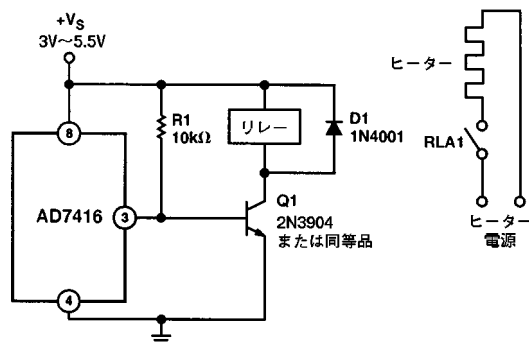 +VS
3V~5.5V
8
R1
10kΩ
リレー
D1
1N4001
ヒーター
RLA1
AD7416
3
Q1
2N3904
または同等品
ヒーター
電源
4